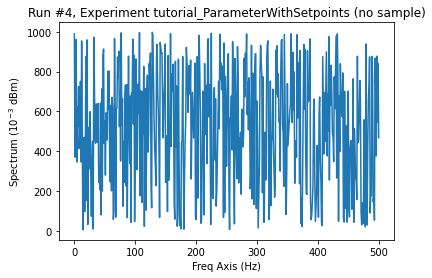 Run #4, Experiment tutorial_ParameterWithSetpoints (no sample)
Spectrum (10⁻³ dBm)
1000
800
600
400
200
0
0 100 200 300 400 500
Freq Axis (Hz)